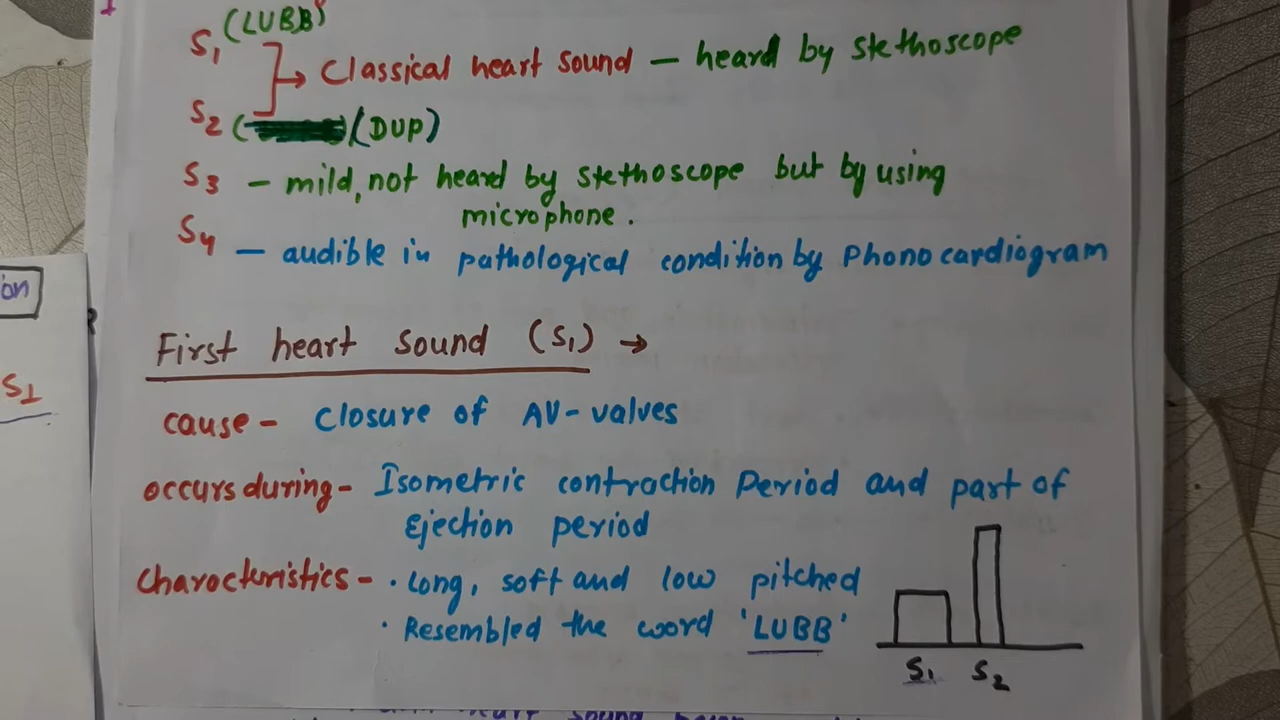 S1 (LUBB)
Classical heart sound — heard by stethoscope
S2 (DUP)
S3 – mild, not heard by stethoscope but by using
microphone.
S4 – audible in pathological condition by Phonocardiogram
First heart sound (S1) →
cause – Closure of AV-valves
occurs during – Isometric contraction Period and part of
Ejection period
Charocteristics – • Long, soft and low pitched
• Resembled the word 'LUBB'
S1 S2
on
S1